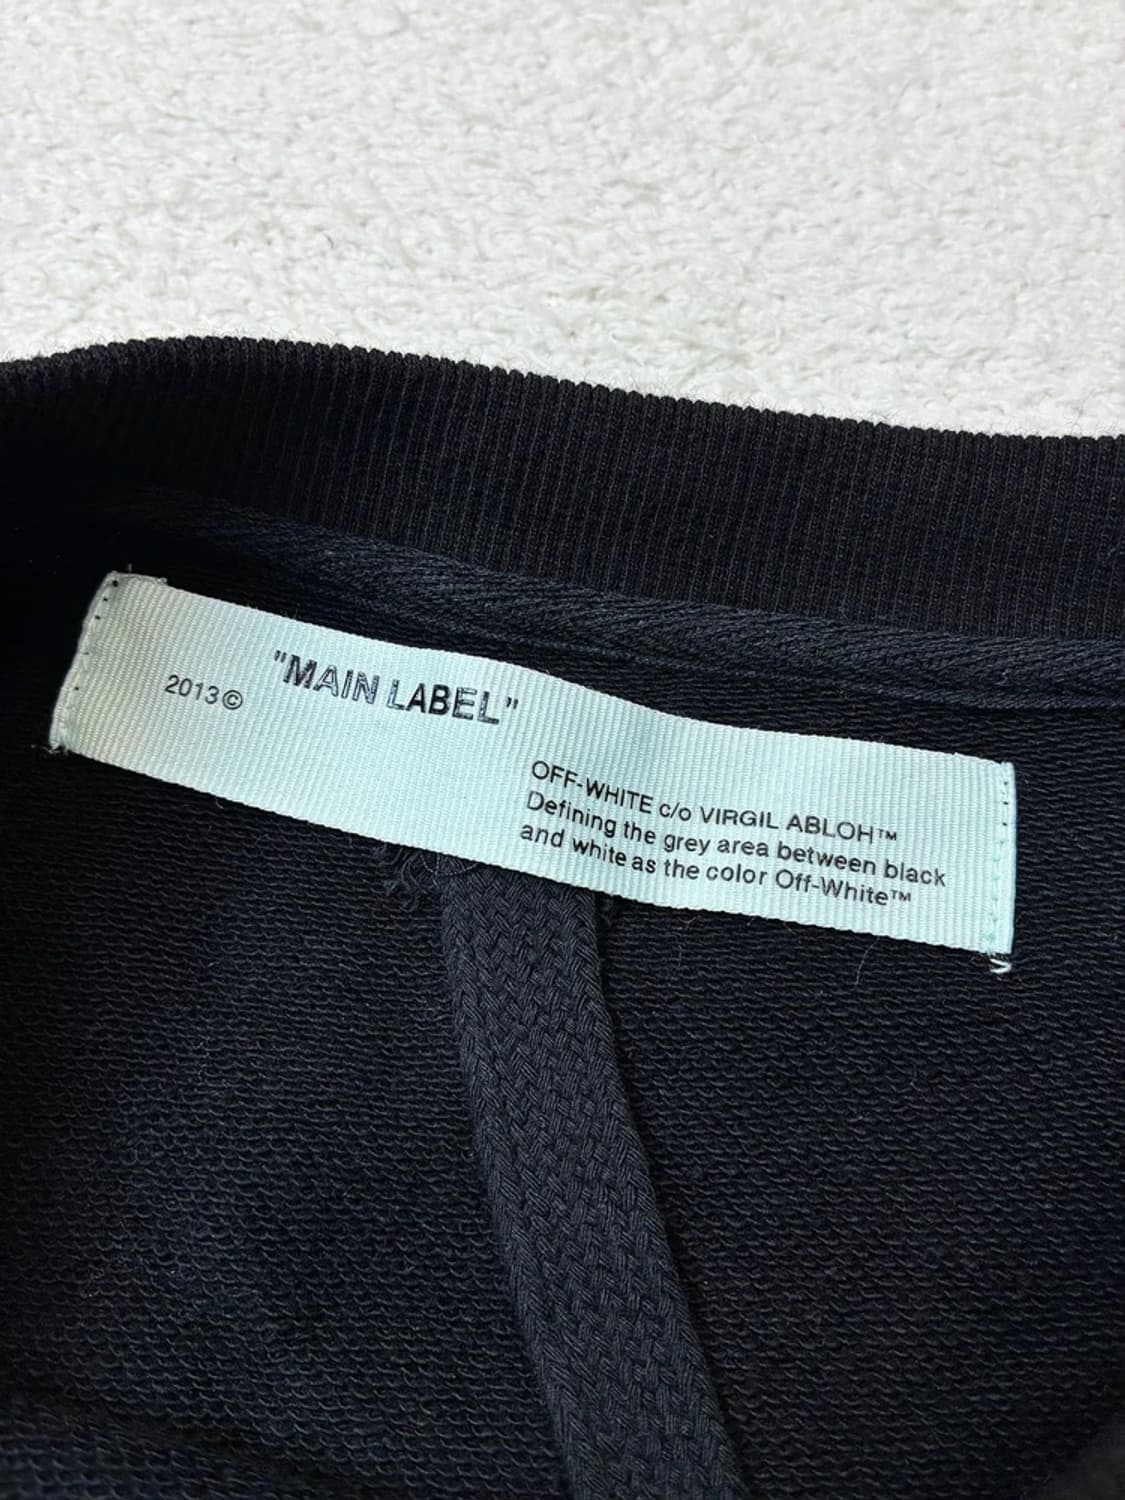 "MAIN LABEL"
2013©
OFF-WHITE c/o VIRGIL ABLOH™
Defining the grey area between black
and white as the color Off-White™